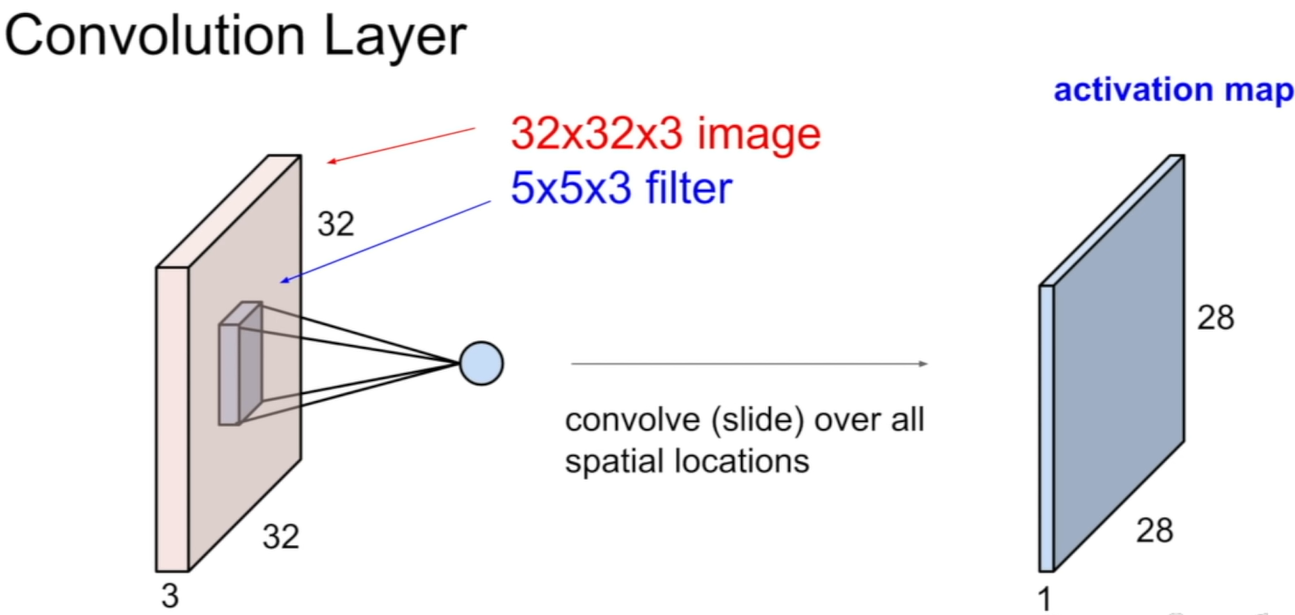 Convolution Layer
activation map
32x32x3 image
5x5x3 filter
32
28
convolve (slide) over all
spatial locations
32
28
3
1